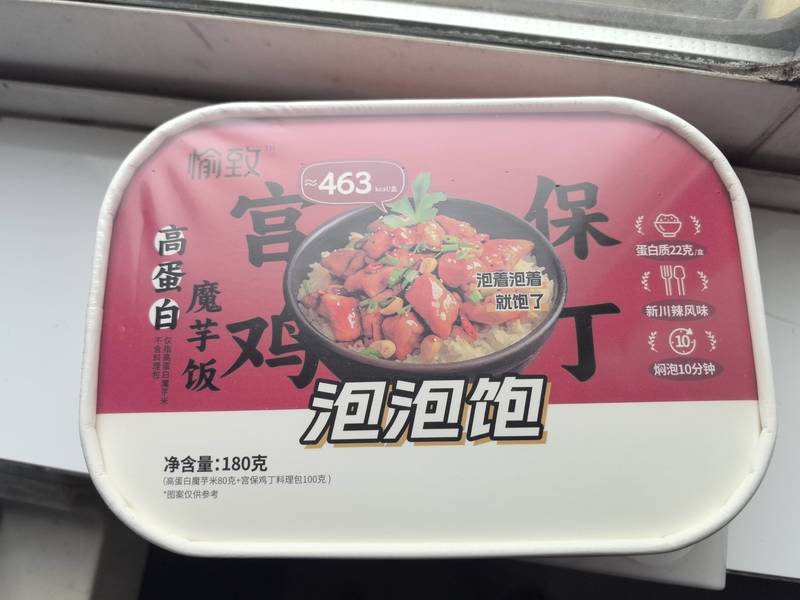 愉致™
≈463kcal/盒
宫保
鸡丁
高蛋白
魔芋饭
仅指高蛋白魔芋米
不含料理包
泡着泡着
就饱了
蛋白质22克/盒
新川辣风味
10
焖泡10分钟
泡泡饱
净含量:180克
(高蛋白魔芋米80克+宫保鸡丁料理包100克)
*图案仅供参考